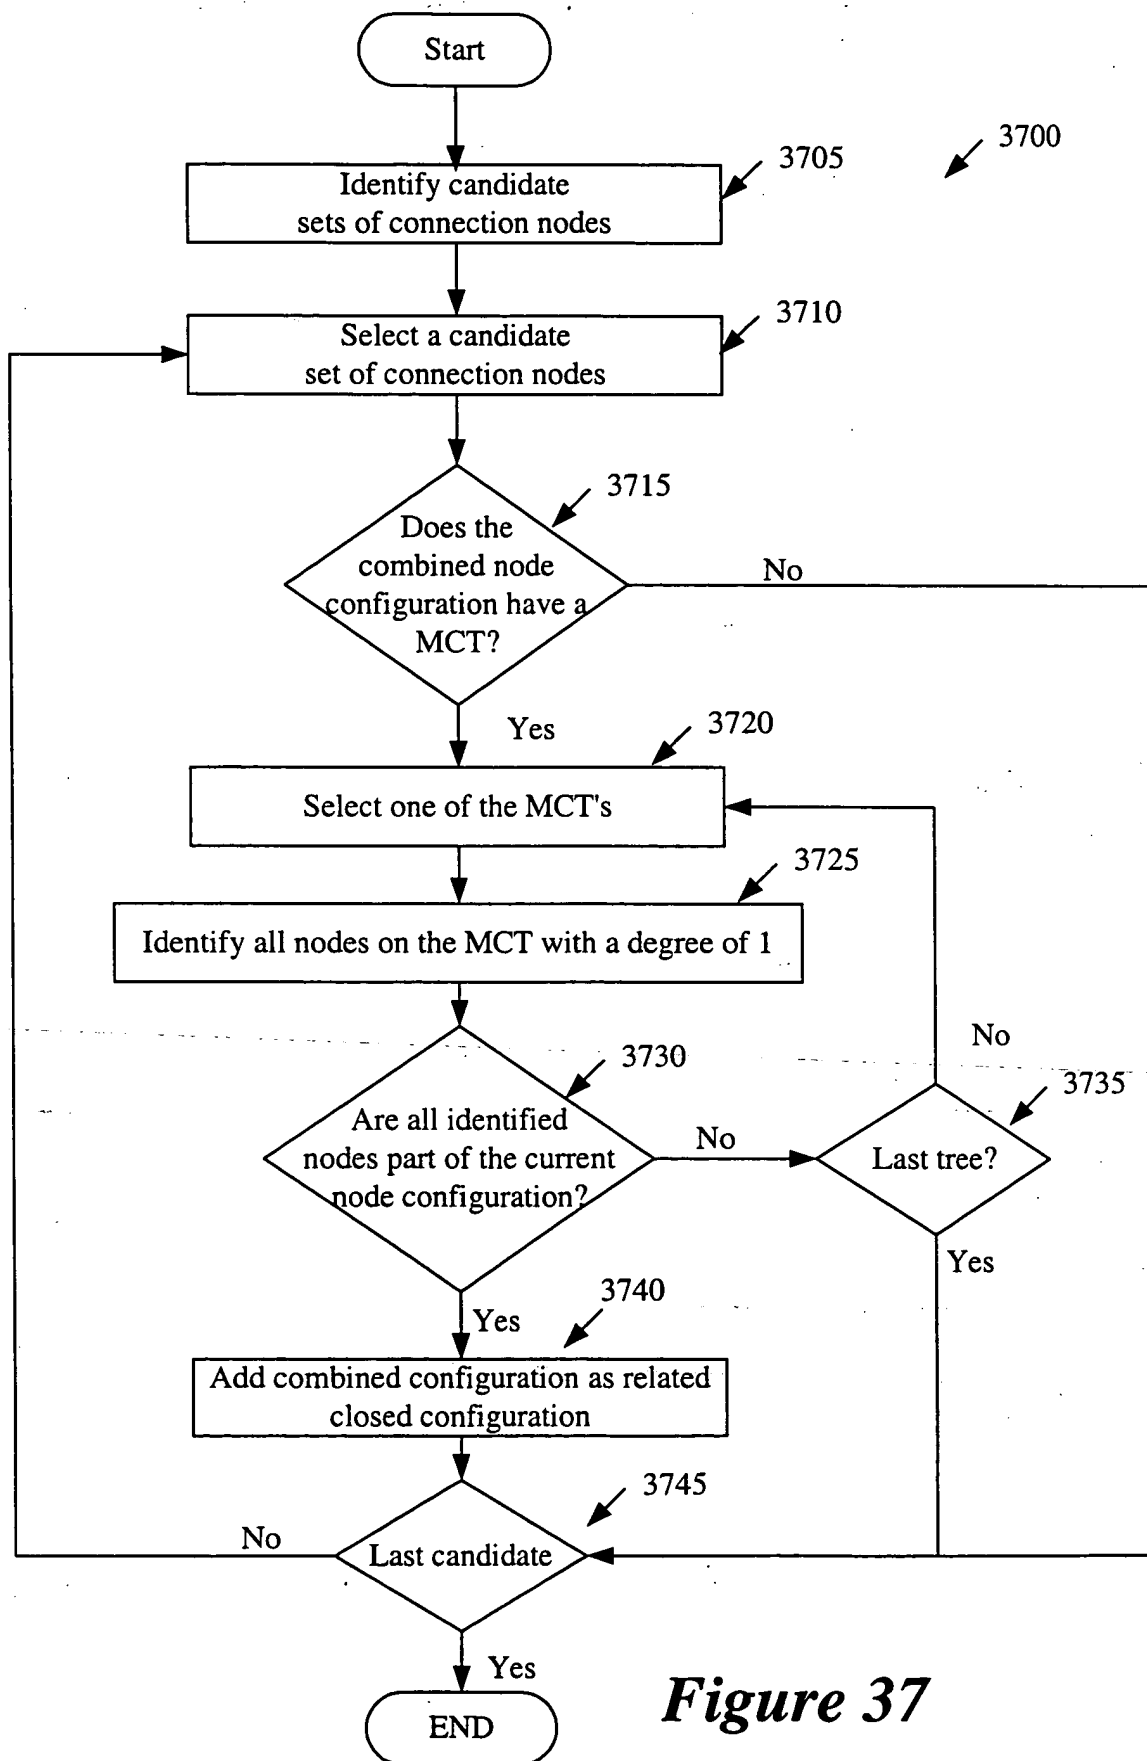 Start
3700
3705
Identify candidate
sets of connection nodes
3710
Select a candidate
set of connection nodes
3715
Does the
combined node
configuration have a
MCT?
No
Yes
3720
Select one of the MCT's
3725
Identify all nodes on the MCT with a degree of 1
No
3730
3735
Are all identified
nodes part of the current
node configuration?
No
Last tree?
Yes
3740
Yes
Add combined configuration as related
closed configuration
3745
No
Last candidate
Yes
END
Figure 37